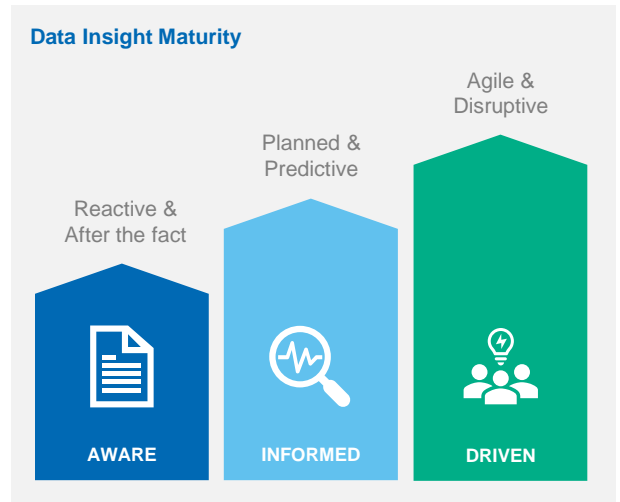 Data Insight Maturity
Reactive &
After the fact
AWARE
Planned &
Predictive
INFORMED
Agile &
Disruptive
DRIVEN